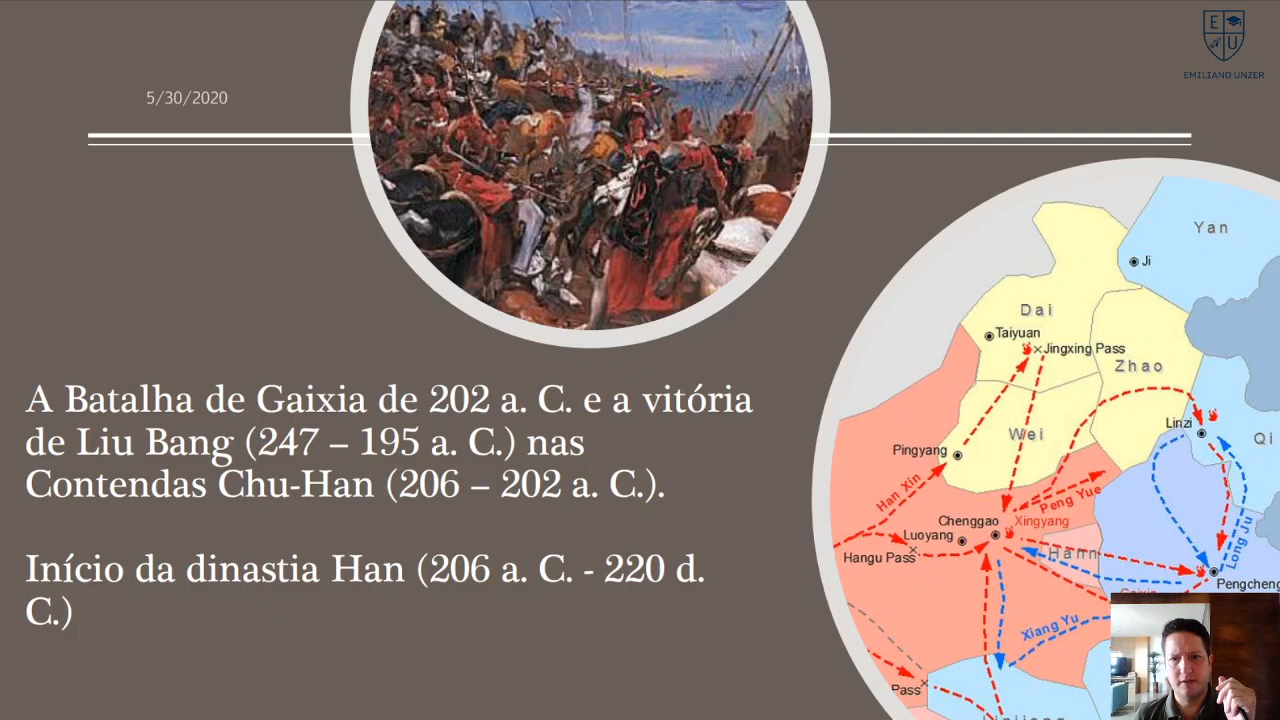 E
U
EMILIANO UNZER
5/30/2020
A Batalha de Gaixia de 202 a. C. e a vitória
de Liu Bang (247 – 195 a. C.) nas
Contendas Chu-Han (206 – 202 a. C.).
Início da dinastia Han (206 a. C. - 220 d.
C.)
Yan
Ji
Dai
Taiyuan
Jingxing Pass
Zhao
Linzi
Qi
Wei
Pingyang
Han Xin
Peng Yue
Chenggao
Xingyang
Luoyang
Hangu Pass
Hann
Long Ju
Pengcheng
Xiang Yu
Pass